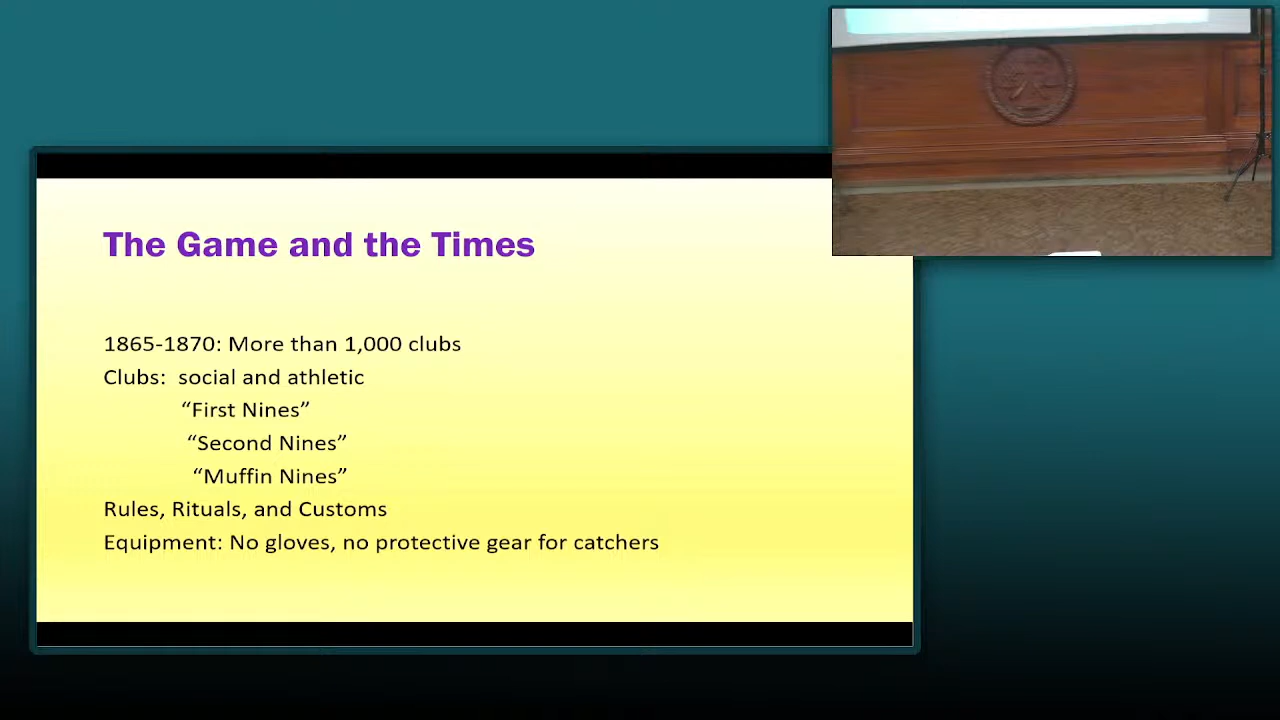 The Game and the Times
1865-1870: More than 1,000 clubs
Clubs:  social and athletic
“First Nines”
“Second Nines”
“Muffin Nines”
Rules, Rituals, and Customs
Equipment: No gloves, no protective gear for catchers